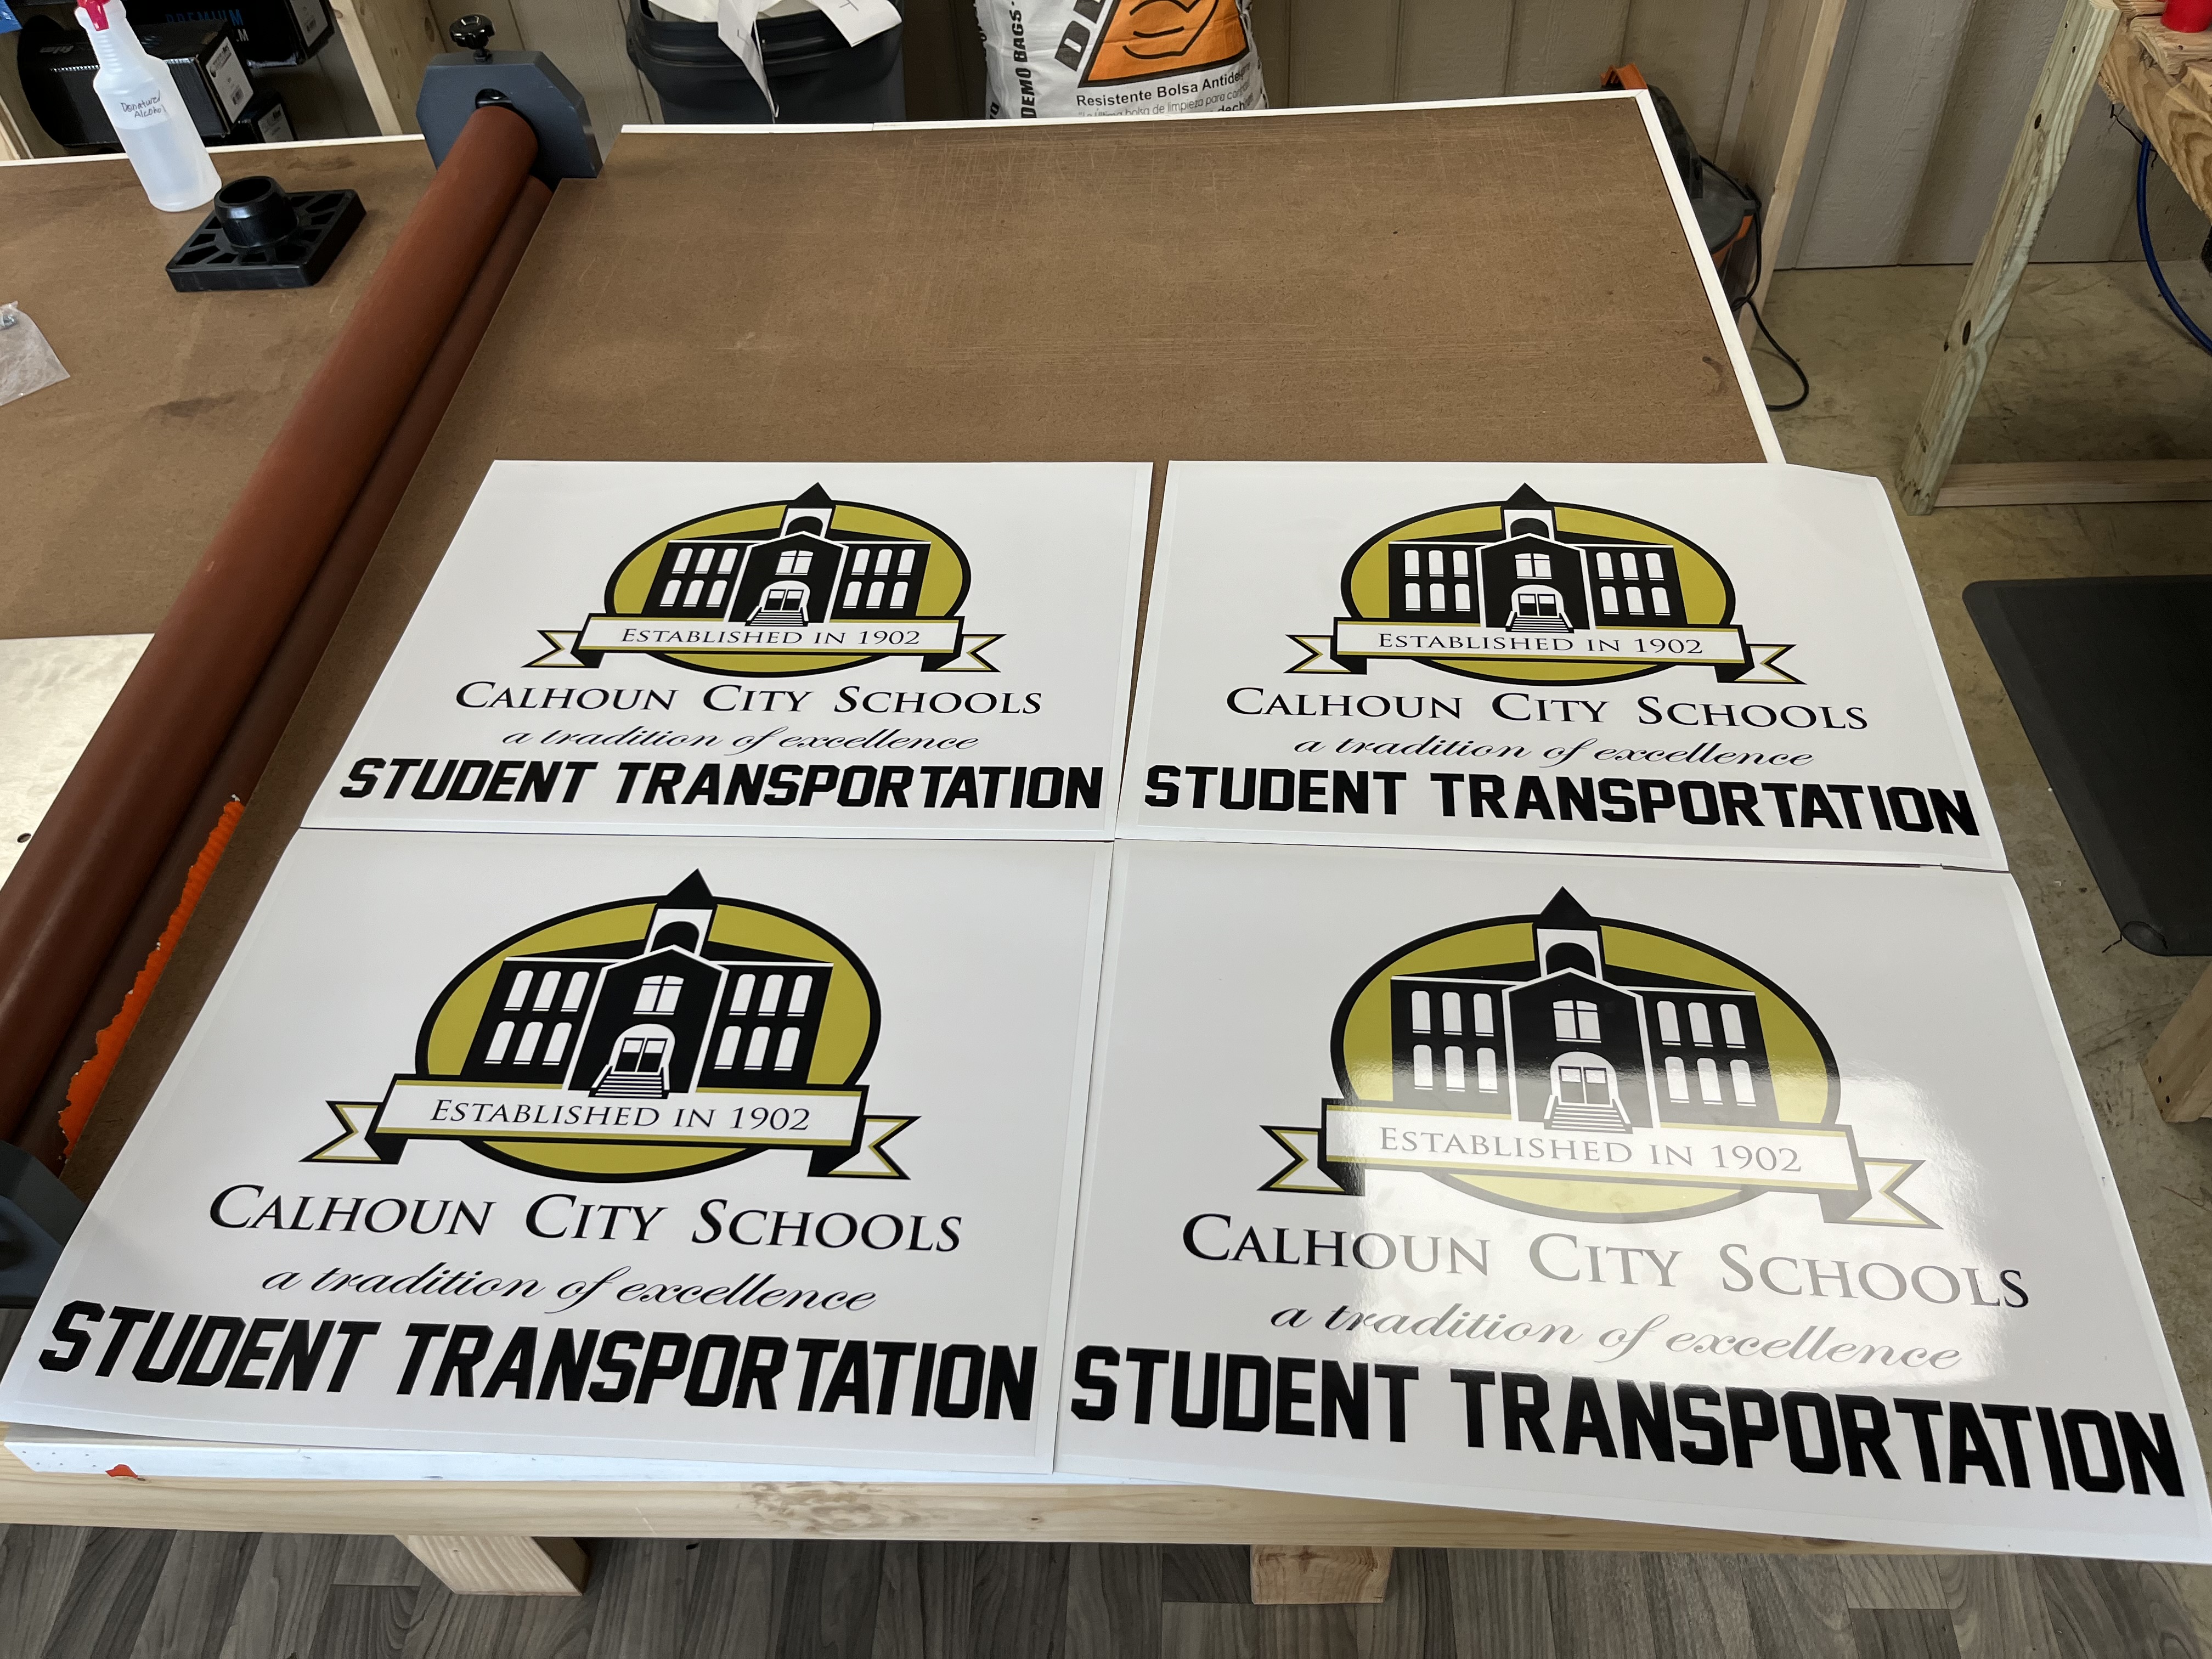 Denatured
Alcohol
PREMIUM
DEMO BAGS
Resistente Bolsa Antide
ESTABLISHED IN 1902
CALHOUN CITY SCHOOLS
a tradition of excellence
STUDENT TRANSPORTATION
ESTABLISHED IN 1902
CALHOUN CITY SCHOOLS
a tradition of excellence
STUDENT TRANSPORTATION
ESTABLISHED IN 1902
CALHOUN CITY SCHOOLS
a tradition of excellence
STUDENT TRANSPORTATION
ESTABLISHED IN 1902
CALHOUN CITY SCHOOLS
a tradition of excellence
STUDENT TRANSPORTATION